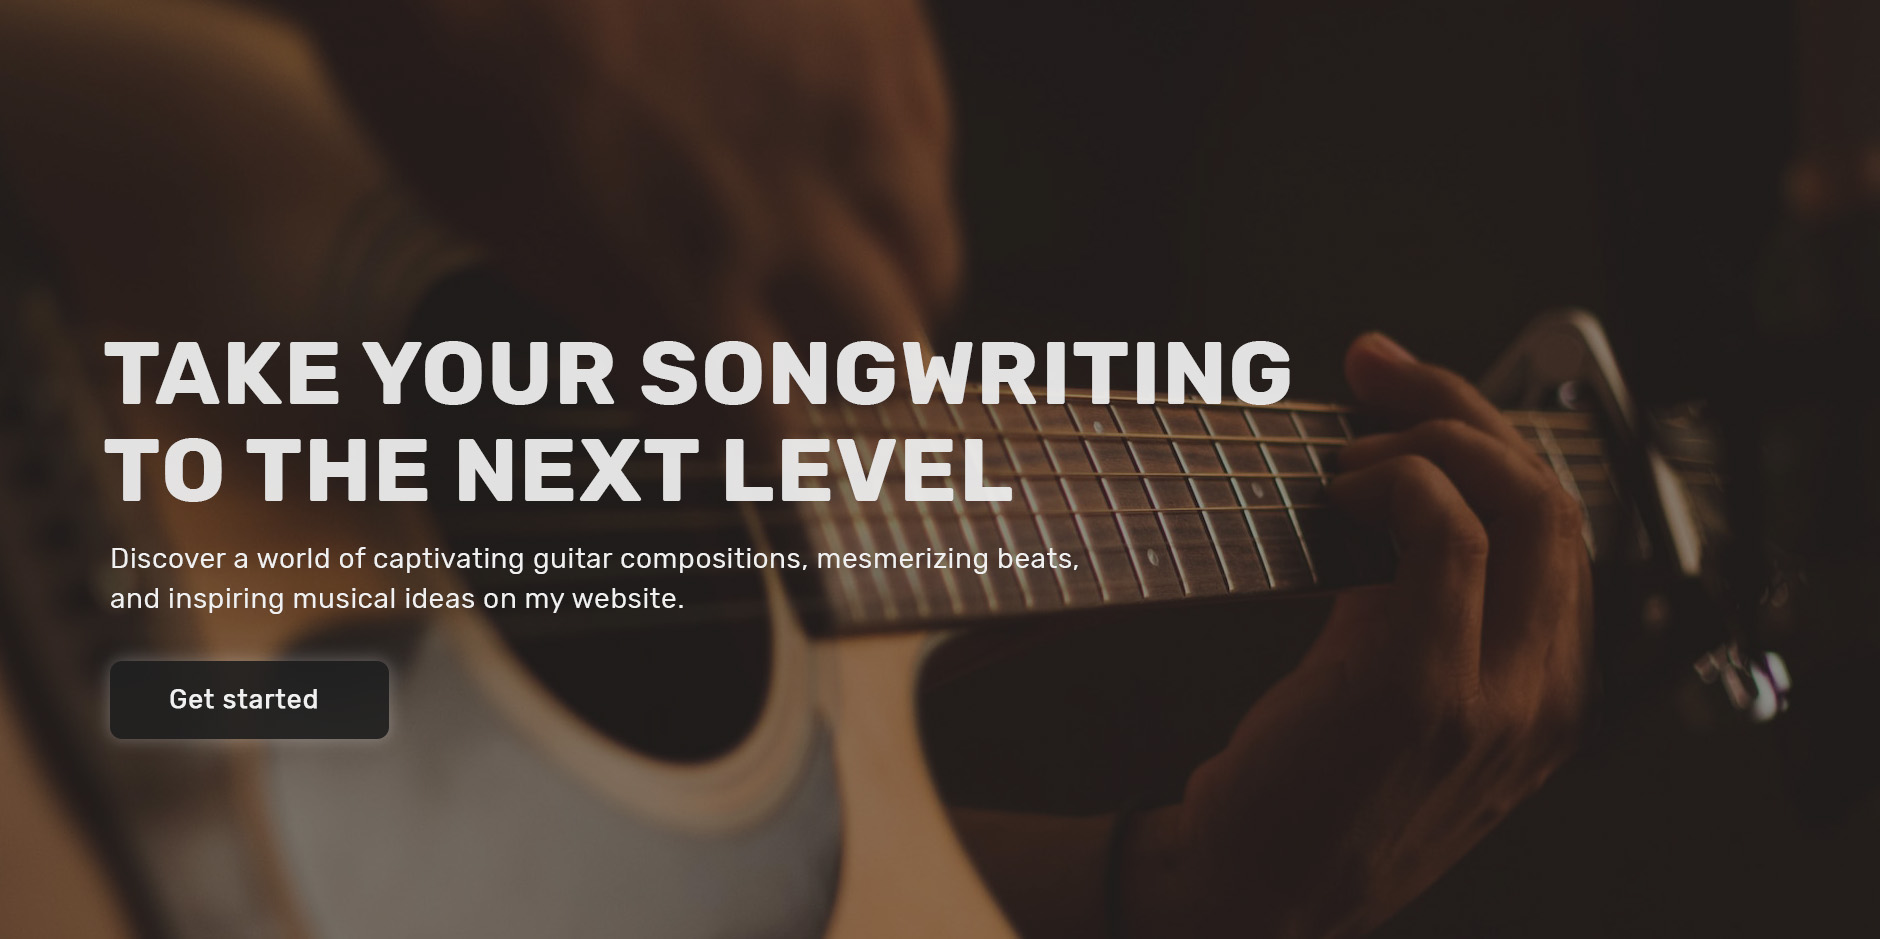 TAKE YOUR SONGWRITING
TO THE NEXT LEVEL
Discover a world of captivating guitar compositions, mesmerizing beats,
and inspiring musical ideas on my website.
Get started